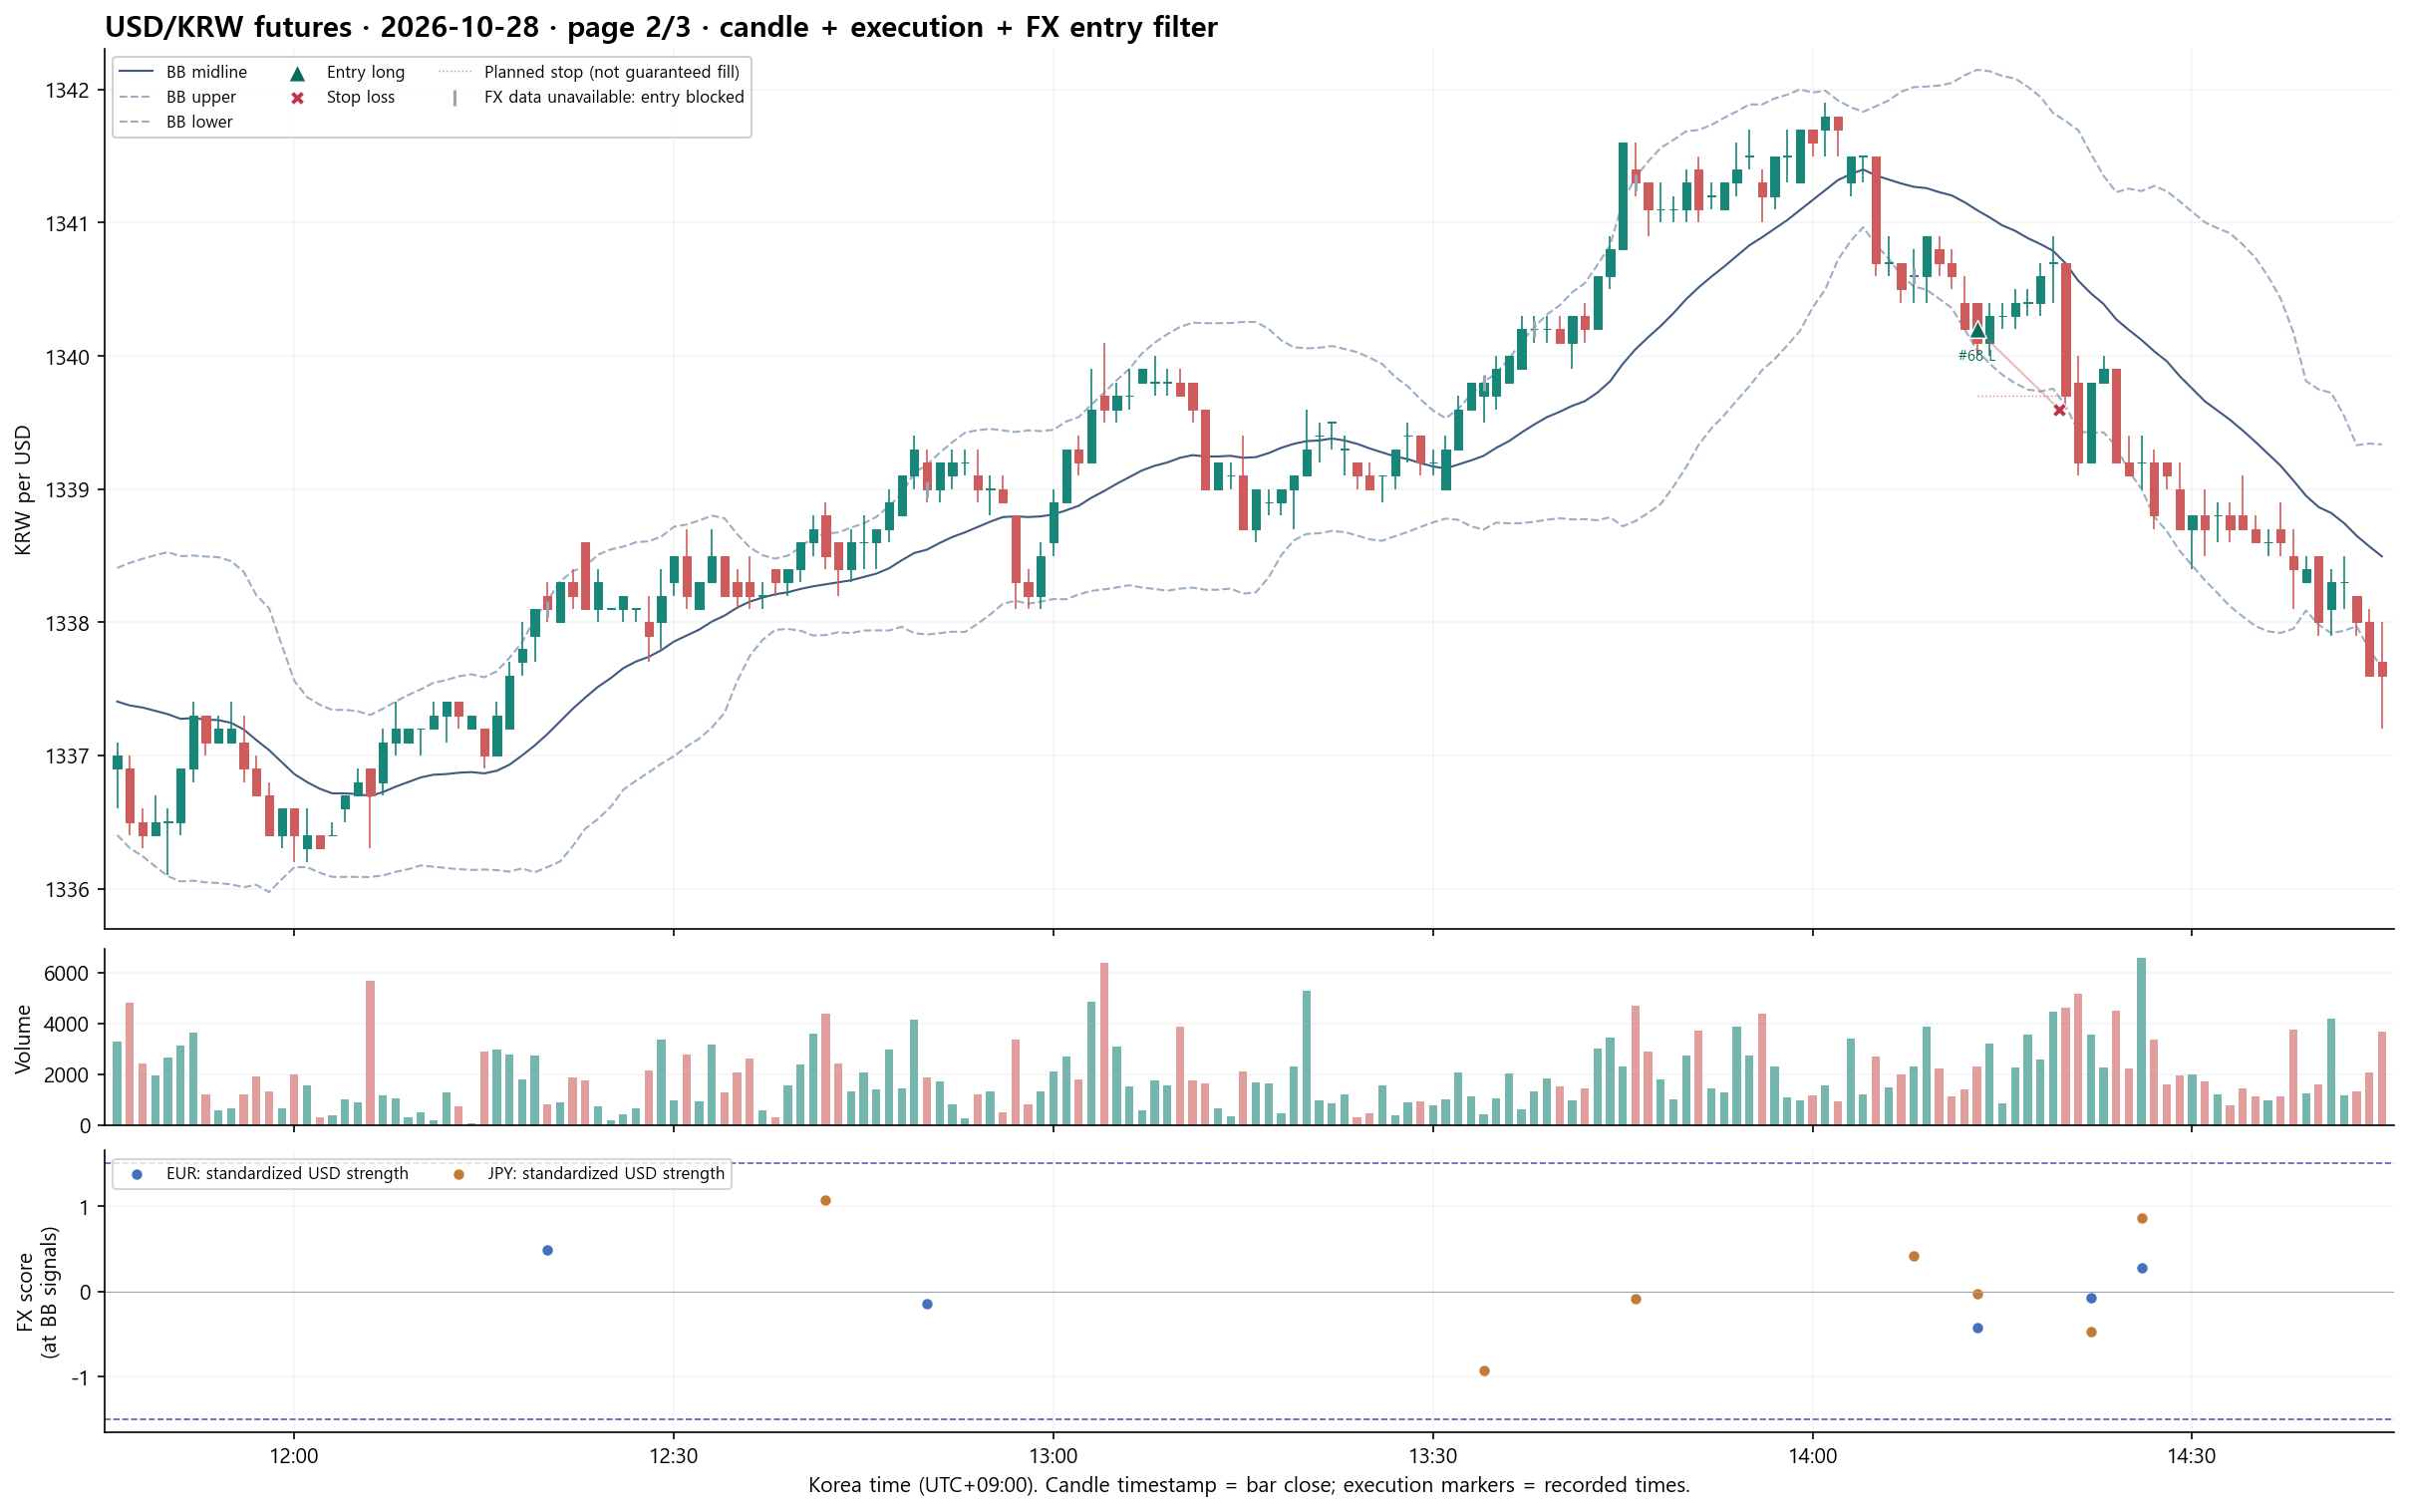 USD/KRW futures · 2026-10-28 · page 2/3 · candle + execution + FX entry filter
BB midline
BB upper
BB lower
Entry long
Stop loss
Planned stop (not guaranteed fill)
FX data unavailable: entry blocked
KRW per USD
1342
1341
1340
1339
1338
1337
1336
#68 L
Volume
6000
4000
2000
0
EUR: standardized USD strength
JPY: standardized USD strength
FX score
(at BB signals)
1
0
-1
12:00
12:30
13:00
13:30
14:00
14:30
Korea time (UTC+09:00). Candle timestamp = bar close; execution markers = recorded times.